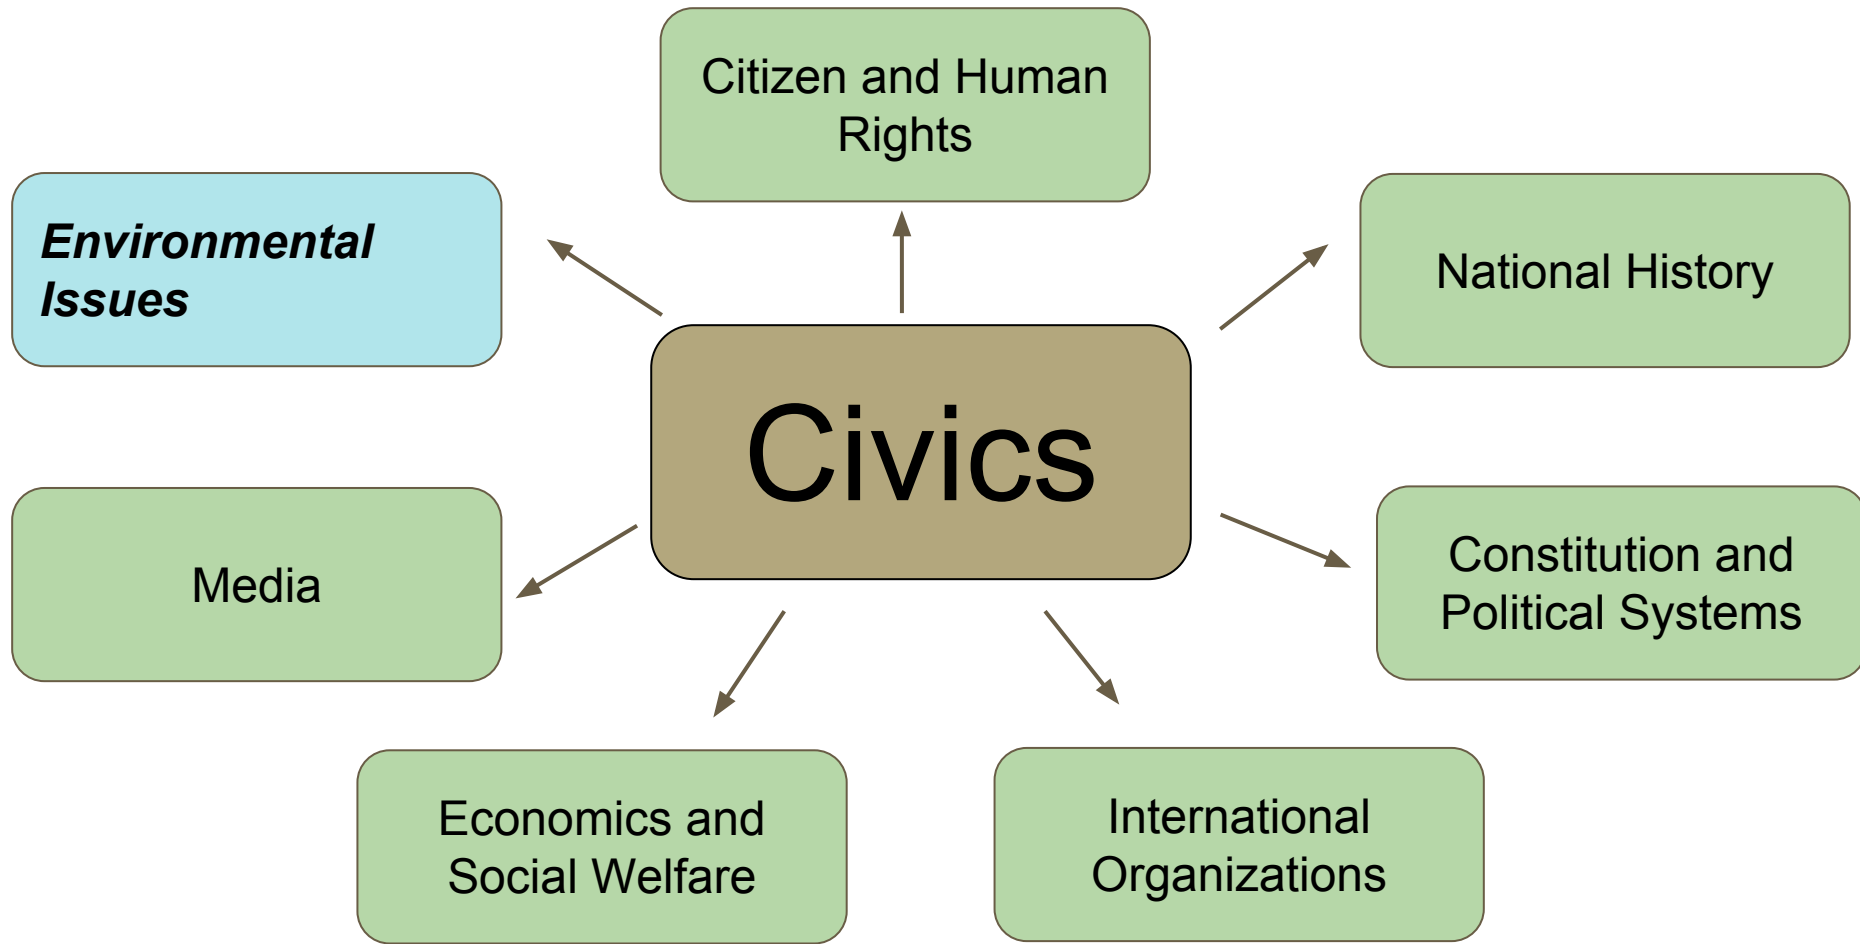 Citizen and Human
Rights
Environmental
Issues
National History
Civics
Media
Constitution and
Political Systems
Economics and
Social Welfare
International
Organizations